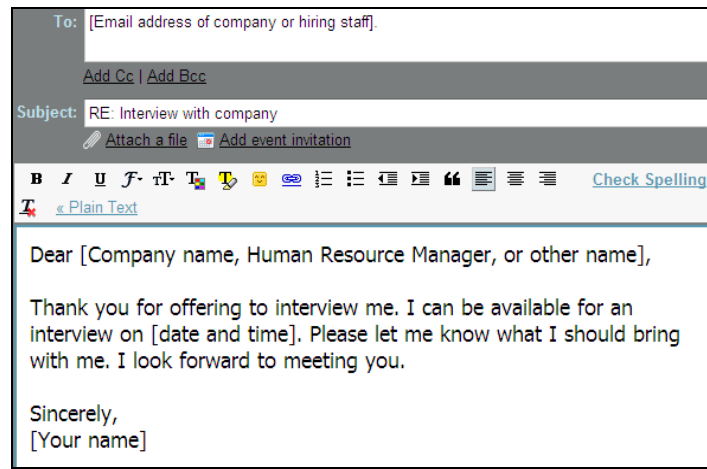 To: [Email address of company or hiring staff].
Add Cc | Add Bcc
Subject: RE: Interview with company
Attach a file Add event invitation
B I U F T T T Check Spelling
T « Plain Text
Dear [Company name, Human Resource Manager, or other name],
Thank you for offering to interview me. I can be available for an
interview on [date and time]. Please let me know what I should bring
with me. I look forward to meeting you.
Sincerely,
[Your name]